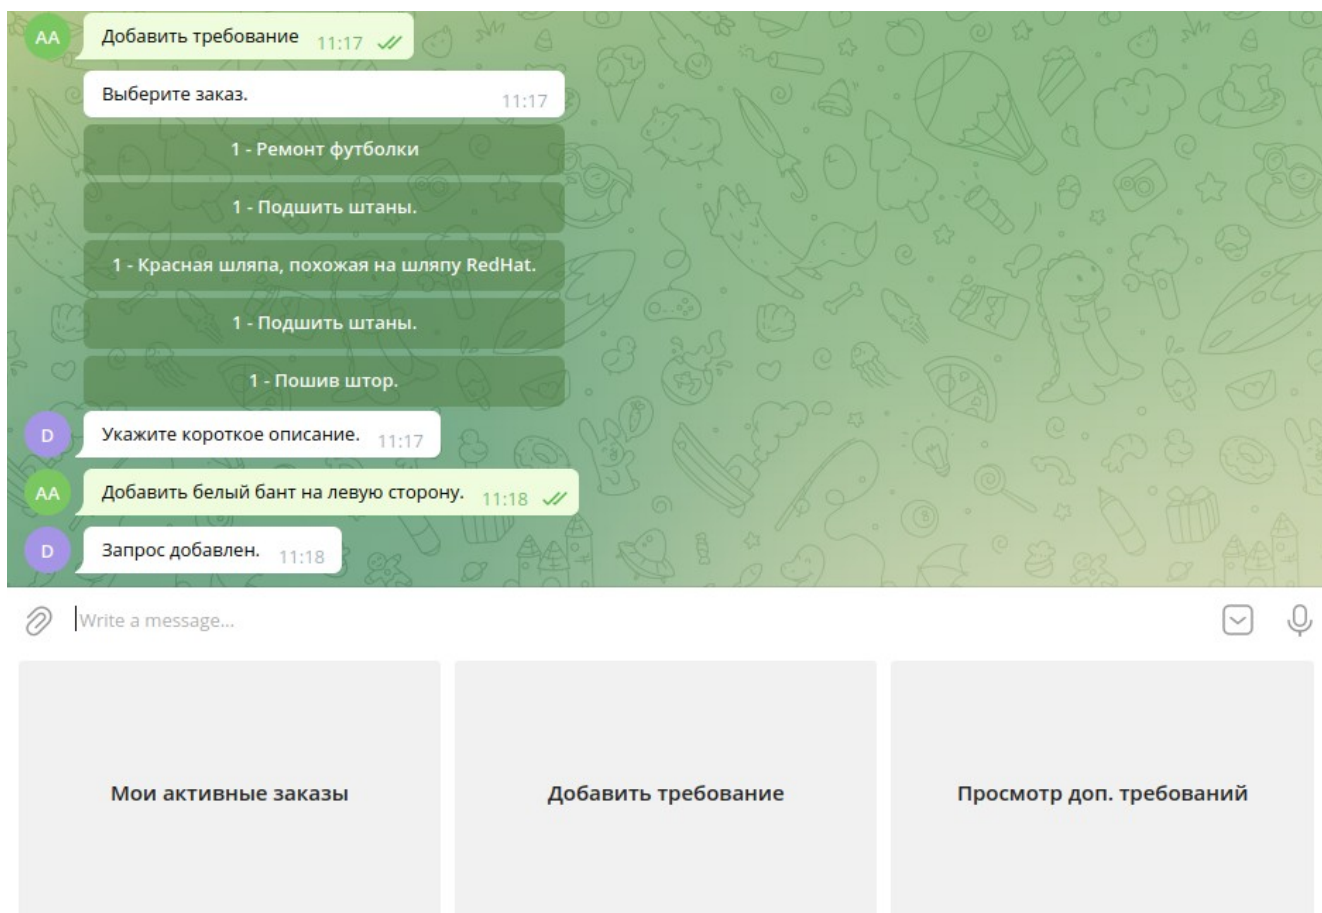 AA
Добавить требование 11:17
Выберите заказ. 11:17
1 - Ремонт футболки
1 - Подшить штаны.
1 - Красная шляпа, похожая на шляпу RedHat.
1 - Подшить штаны.
1 - Пошив штор.
D
Укажите короткое описание. 11:17
AA
Добавить белый бант на левую сторону. 11:18
D
Запрос добавлен. 11:18
Write a message...
Мои активные заказы
Добавить требование
Просмотр доп. требований